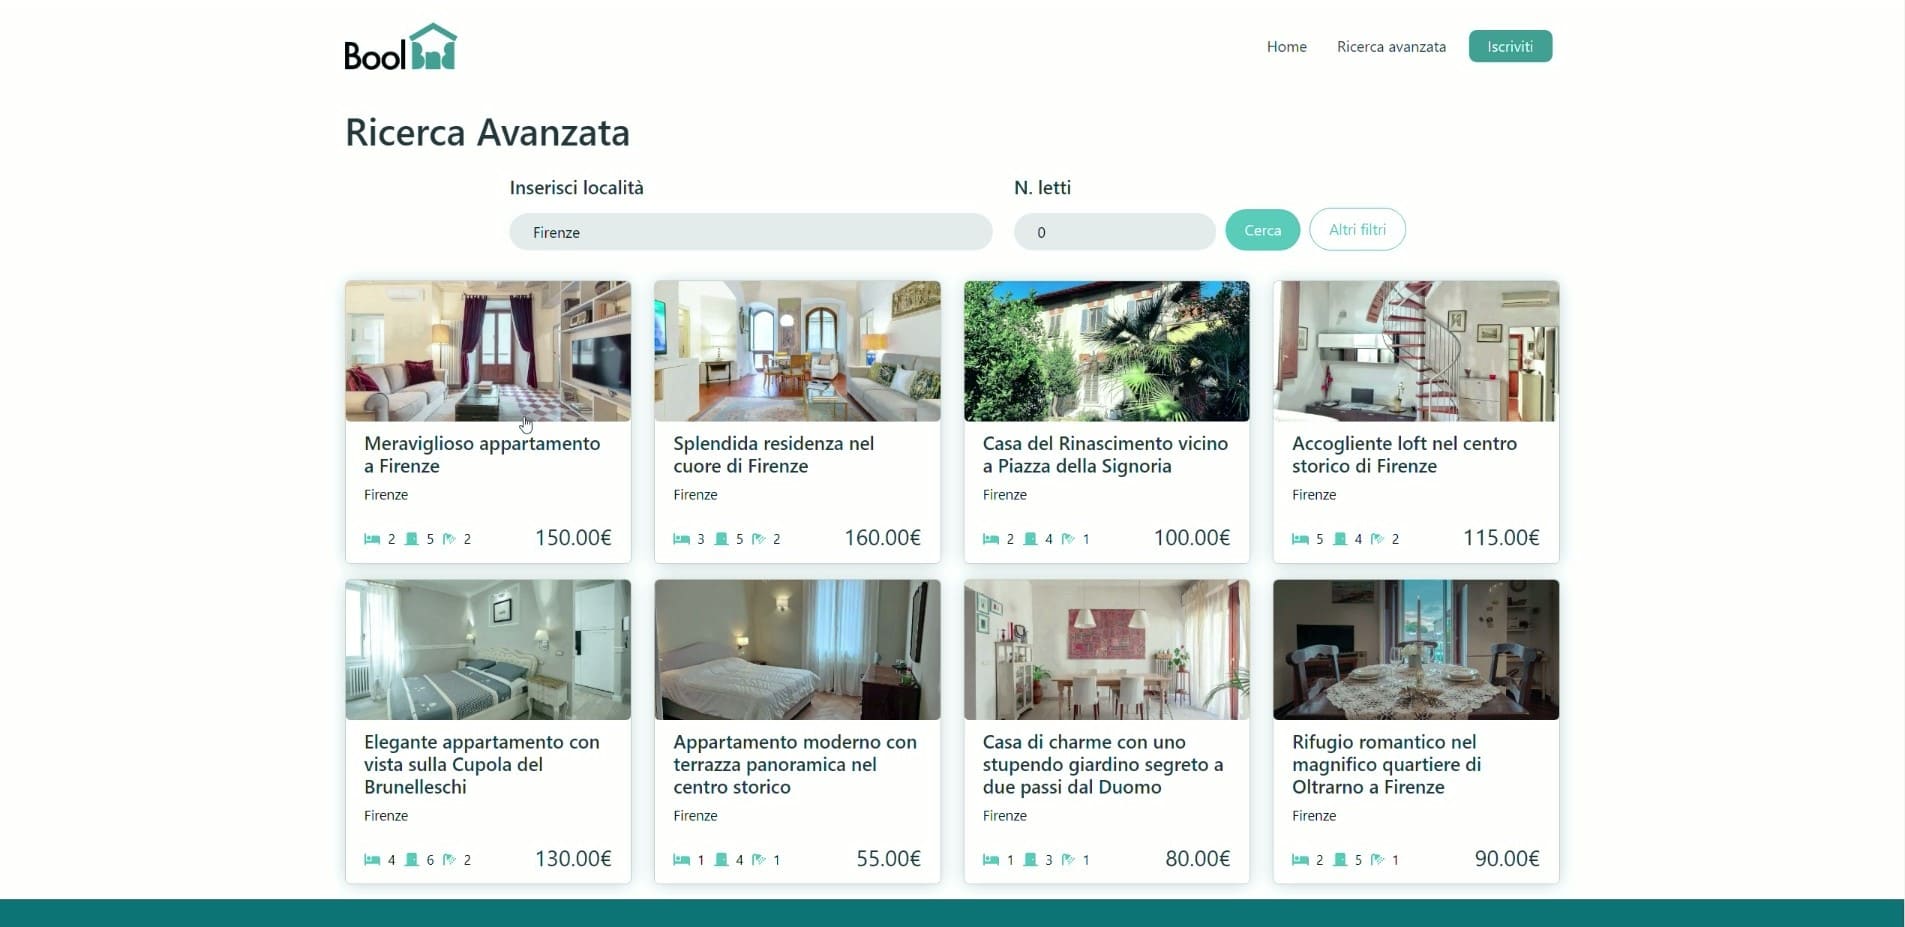 Bool BnB
Home
Ricerca avanzata
Iscriviti
Ricerca Avanzata
Inserisci località
N. letti
Firenze
0
Cerca
Altri filtri
Meraviglioso appartamento
a Firenze
Firenze
2 5 2 150.00€
Splendida residenza nel
cuore di Firenze
Firenze
3 5 2 160.00€
Casa del Rinascimento vicino
a Piazza della Signoria
Firenze
2 4 1 100.00€
Accogliente loft nel centro
storico di Firenze
Firenze
5 4 2 115.00€
Elegante appartamento con
vista sulla Cupola del
Brunelleschi
Firenze
4 6 2 130.00€
Appartamento moderno con
terrazza panoramica nel
centro storico
Firenze
1 4 1 55.00€
Casa di charme con uno
stupendo giardino segreto a
due passi dal Duomo
Firenze
1 3 1 80.00€
Rifugio romantico nel
magnifico quartiere di
Oltrarno a Firenze
Firenze
2 5 1 90.00€